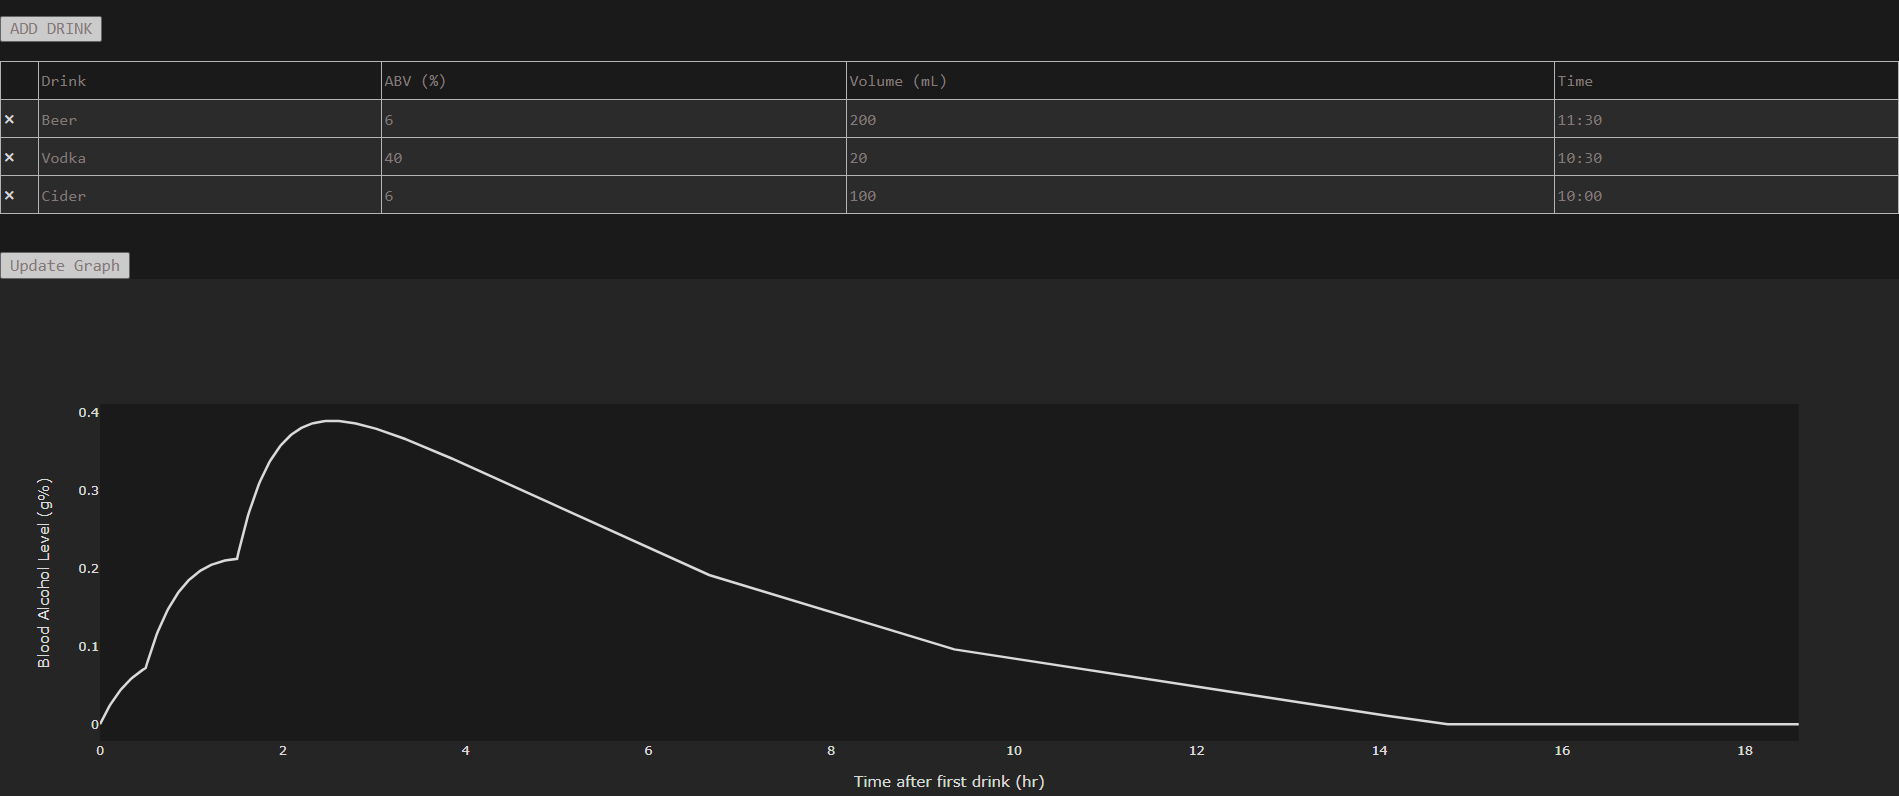 ADD DRINK
Drink ABV (%) Volume (mL) Time
× Beer 6 200 11:30
× Vodka 40 20 10:30
× Cider 6 100 10:00
Update Graph
0.4
0.3
0.2
0.1
0
Blood Alcohol Level (g%)
0 2 4 6 8 10 12 14 16 18
Time after first drink (hr)